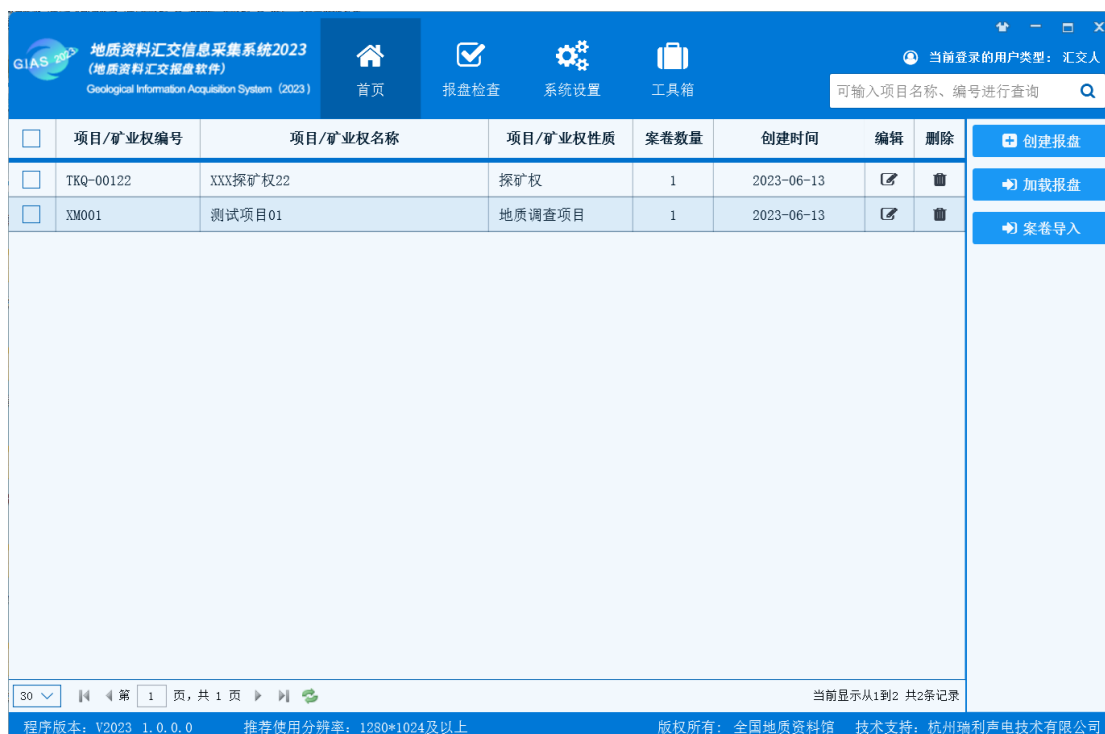 GIAS 2023
地质资料汇交信息采集系统2023
(地质资料汇交报盘软件)
Geological Information Acquisition System (2023)
首页
报盘检查
系统设置
工具箱
当前登录的用户类型: 汇交人
可输入项目名称、编号进行查询
项目/矿业权编号 项目/矿业权名称 项目/矿业权性质 案卷数量 创建时间 编辑 删除
TKQ-00122 XXX探矿权22 探矿权 1 2023-06-13
XM001 测试项目01 地质调查项目 1 2023-06-13
创建报盘
加载报盘
案卷导入
30 第 1 页,共 1 页 当前显示从1到2 共2条记录
程序版本: V2023 1.0.0.0 推荐使用分辨率: 1280*1024及以上 版权所有: 全国地质资料馆 技术支持: 杭州瑞利声电技术有限公司